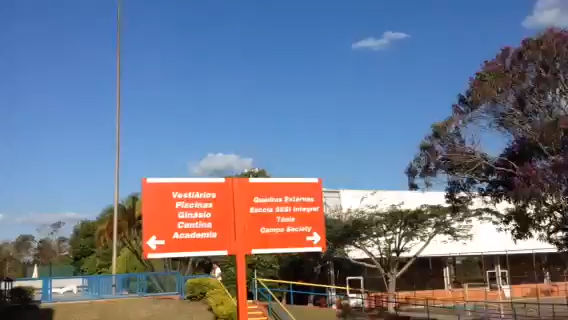 Vestiários
Piscinas
Ginásio
Cantina
Academia
Quadras Externas
Escola SESI Integral
Tênis
Campo Society